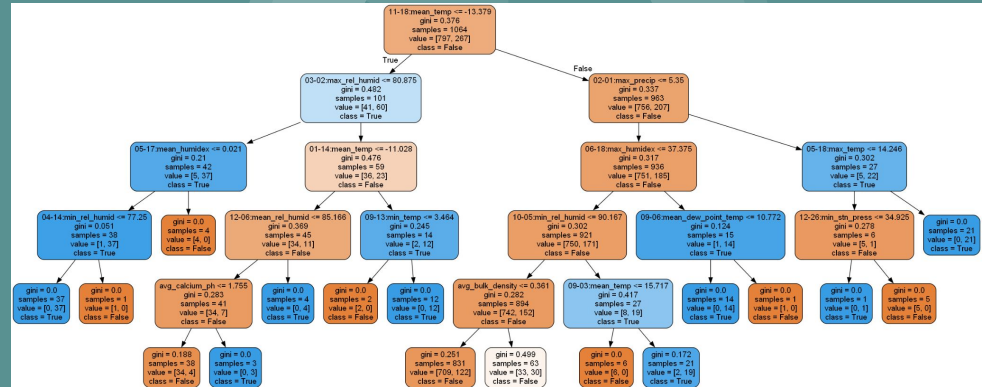 11-18:mean_temp <= -13.379
gini = 0.376
samples = 1064
value = [797, 267]
class = False
True
False
03-02:max_rel_humid <= 80.875
gini = 0.482
samples = 101
value = [41, 60]
class = True
02-01:max_precip <= 5.35
gini = 0.337
samples = 963
value = [756, 207]
class = False
05-17:mean_humidex <= 0.021
gini = 0.21
samples = 42
value = [5, 37]
class = True
01-14:mean_temp <= -11.028
gini = 0.476
samples = 59
value = [36, 23]
class = False
06-18:max_humidex <= 37.375
gini = 0.317
samples = 936
value = [751, 185]
class = False
05-18:max_temp <= 14.246
gini = 0.302
samples = 27
value = [5, 22]
class = True
04-14:min_rel_humid <= 77.25
gini = 0.051
samples = 38
value = [1, 37]
class = True
gini = 0.0
samples = 4
value = [4, 0]
class = False
12-06:mean_rel_humid <= 85.166
gini = 0.369
samples = 45
value = [34, 11]
class = False
09-13:min_temp <= 3.464
gini = 0.245
samples = 14
value = [2, 12]
class = True
10-05:min_rel_humid <= 90.167
gini = 0.302
samples = 921
value = [750, 171]
class = False
09-06:mean_dew_point_temp <= 10.772
gini = 0.124
samples = 15
value = [1, 14]
class = True
12-26:min_stn_press <= 34.925
gini = 0.278
samples = 6
value = [5, 1]
class = False
gini = 0.0
samples = 21
value = [0, 21]
class = True
gini = 0.0
samples = 37
value = [0, 37]
class = True
gini = 0.0
samples = 1
value = [1, 0]
class = False
avg_calcium_ph <= 1.755
gini = 0.283
samples = 41
value = [34, 7]
class = False
gini = 0.0
samples = 4
value = [0, 4]
class = True
gini = 0.0
samples = 2
value = [2, 0]
class = False
gini = 0.0
samples = 12
value = [0, 12]
class = True
avg_bulk_density <= 0.361
gini = 0.282
samples = 894
value = [742, 152]
class = False
09-03:mean_temp <= 15.717
gini = 0.417
samples = 27
value = [8, 19]
class = True
gini = 0.0
samples = 14
value = [0, 14]
class = True
gini = 0.0
samples = 1
value = [1, 0]
class = False
gini = 0.0
samples = 1
value = [0, 1]
class = True
gini = 0.0
samples = 5
value = [5, 0]
class = False
gini = 0.188
samples = 38
value = [34, 4]
class = False
gini = 0.0
samples = 3
value = [0, 3]
class = True
gini = 0.251
samples = 831
value = [709, 122]
class = False
gini = 0.499
samples = 63
value = [33, 30]
class = False
gini = 0.0
samples = 6
value = [6, 0]
class = False
gini = 0.172
samples = 21
value = [2, 19]
class = True